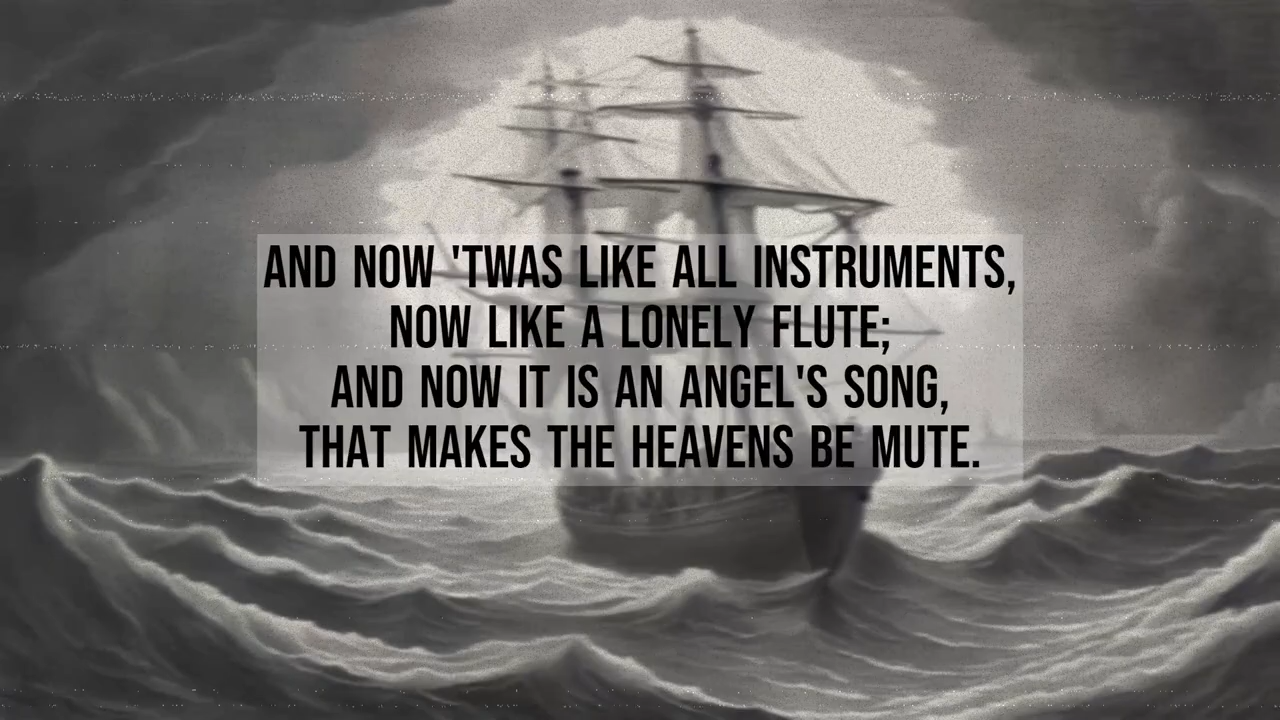 AND NOW 'TWAS LIKE ALL INSTRUMENTS,
NOW LIKE A LONELY FLUTE;
AND NOW IT IS AN ANGEL'S SONG,
THAT MAKES THE HEAVENS BE MUTE.